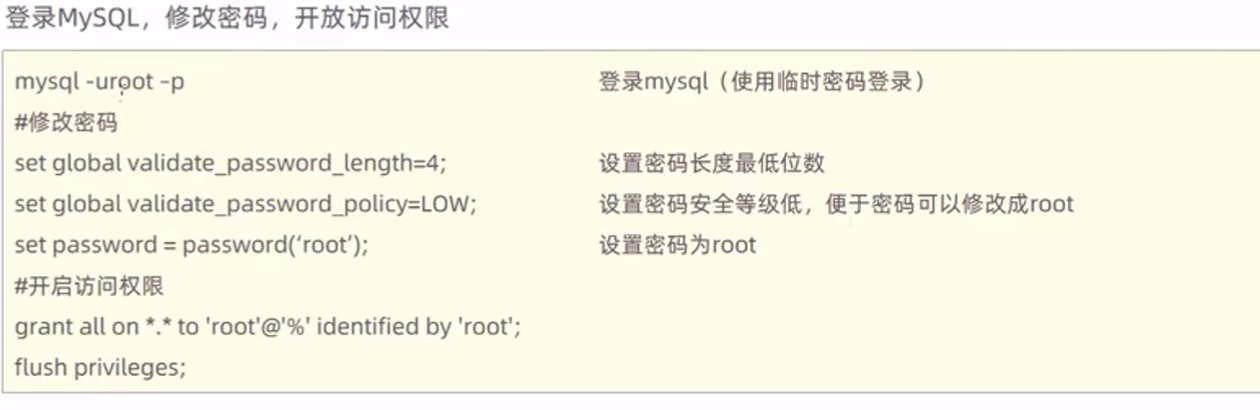 登录MySQL，修改密码，开放访问权限
mysql -uroot –p 登录mysql（使用临时密码登录）
#修改密码
set global validate_password_length=4; 设置密码长度最低位数
set global validate_password_policy=LOW; 设置密码安全等级低，便于密码可以修改成root
set password = password(‘root’); 设置密码为root
#开启访问权限
grant all on *.* to 'root'@'%' identified by 'root';
flush privileges;